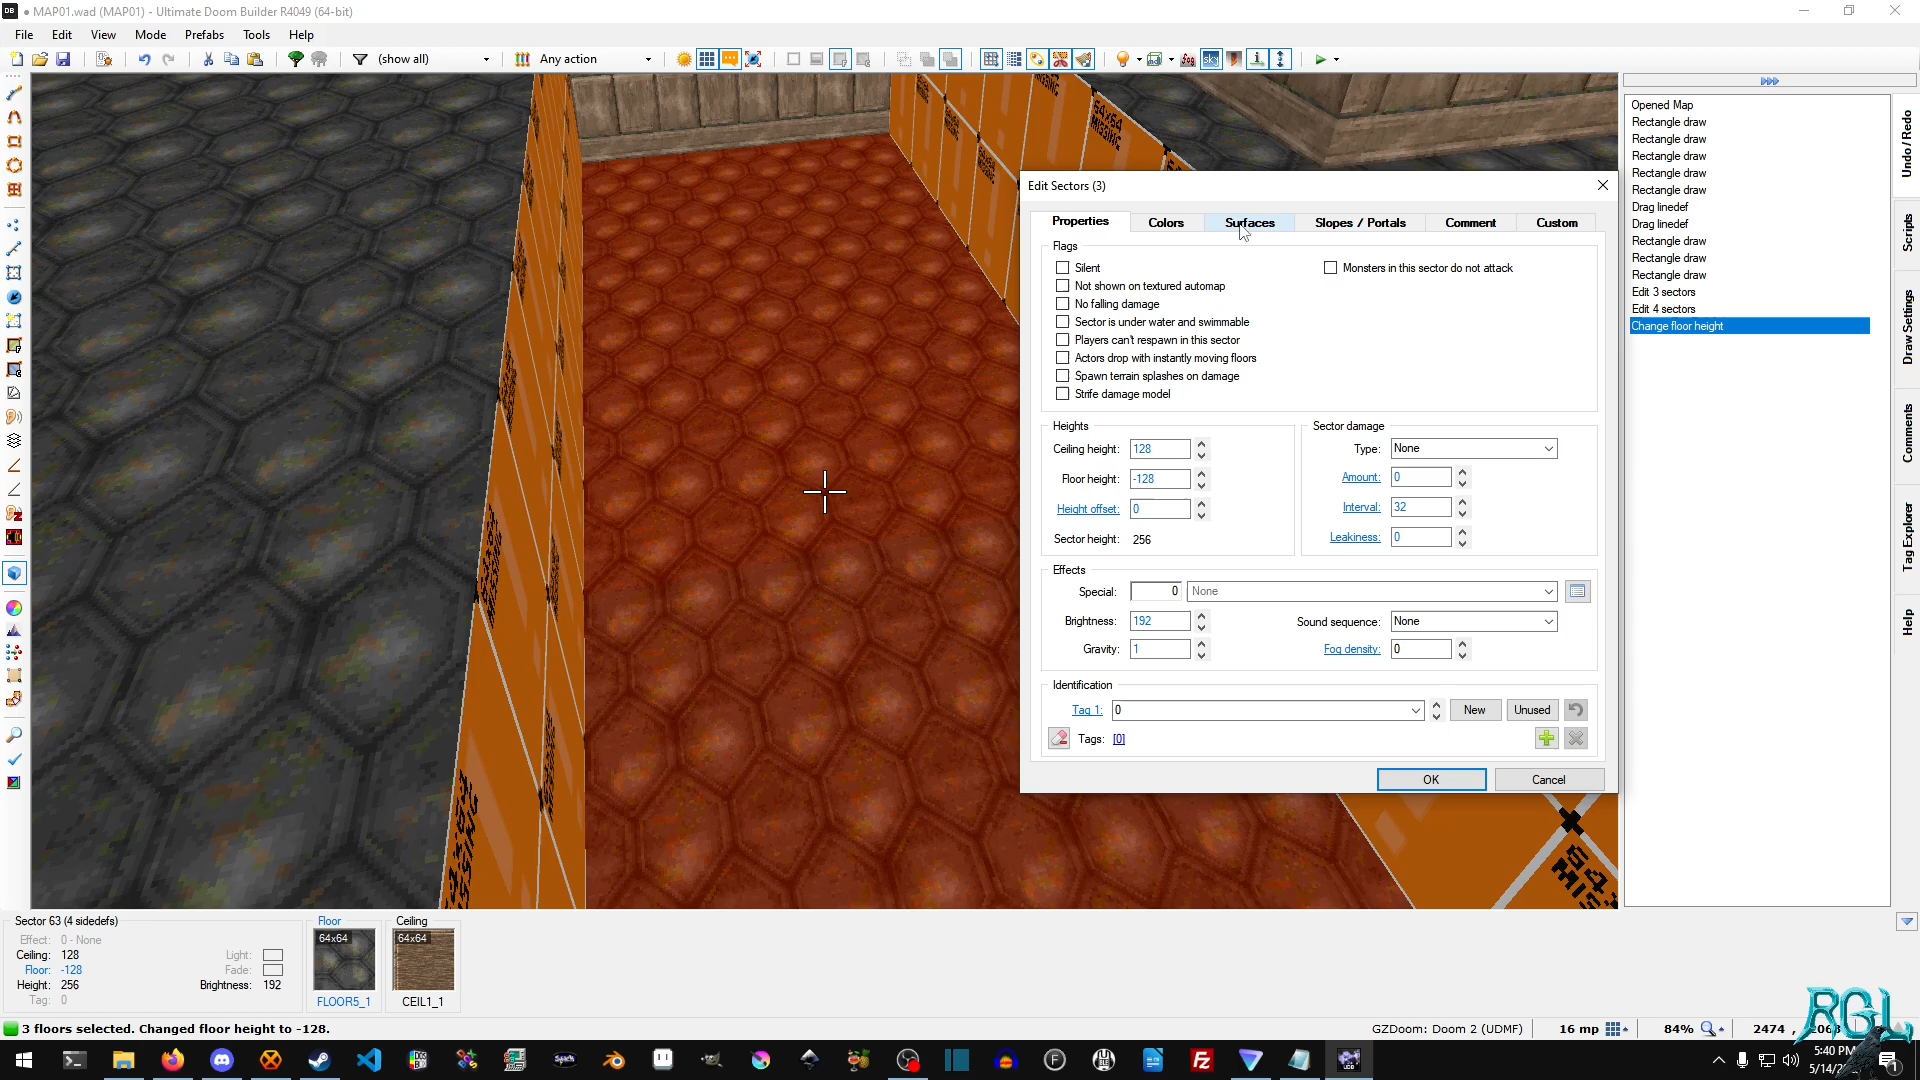 MAP01.wad (MAP01) - Ultimate Doom Builder R4049 (64-bit)
File Edit View Mode Prefabs Tools Help
(show all)
Any action
Opened Map
Rectangle draw
Rectangle draw
Rectangle draw
Rectangle draw
Rectangle draw
Drag linedef
Drag linedef
Rectangle draw
Rectangle draw
Rectangle draw
Edit 3 sectors
Edit 4 sectors
Change floor height
Undo / Redo
Scripts
Draw Settings
Comments
Tag Explorer
Help
64x64
MISSING
Edit Sectors (3)
Properties Colors Surfaces Slopes / Portals Comment Custom
Flags
Silent
Monsters in this sector do not attack
Not shown on textured automap
No falling damage
Sector is under water and swimmable
Players can't respawn in this sector
Actors drop with instantly moving floors
Spawn terrain splashes on damage
Strife damage model
Heights
Ceiling height: 128
Floor height: -128
Height offset: 0
Sector height: 256
Sector damage
Type: None
Amount: 0
Interval: 32
Leakiness: 0
Effects
Special: 0 None
Brightness: 192
Sound sequence: None
Gravity: 1
Fog density: 0
Identification
Tag 1: 0 New Unused
Tags: [0]
OK Cancel
Sector 63 (4 sidedefs)
Effect: 0 - None
Ceiling: 128
Floor: -128
Height: 256
Tag: 0
Light:
Fade:
Brightness: 192
Floor
64x64
FLOOR5_1
Ceiling
64x64
CEIL1_1
3 floors selected. Changed floor height to -128.
GZDoom: Doom 2 (UDMF) 16 mp 84% 2474 ,
RGL
5:40 PM